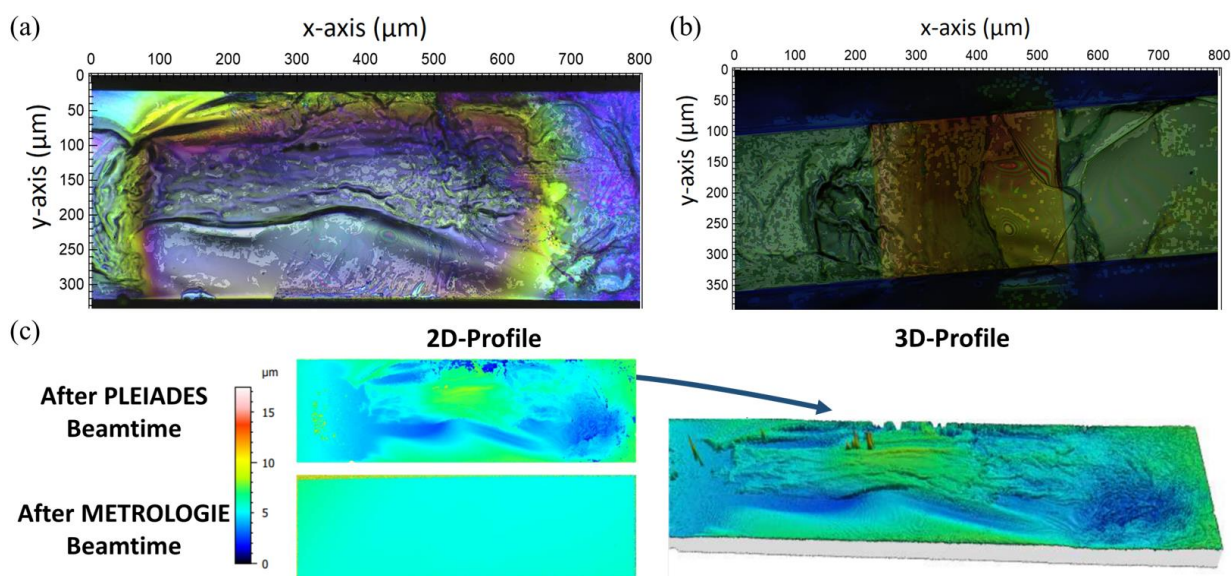 (a)
x-axis (µm)
0 100 200 300 400 500 600 700 800
y-axis (µm)
0
50
100
150
200
250
300
(b)
x-axis (µm)
0 100 200 300 400 500 600 700 800
y-axis (µm)
0
50
100
150
200
250
300
350
(c)
2D-Profile
3D-Profile
After PLEIADES
Beamtime
µm
15
10
5
0
After METROLOGIE
Beamtime